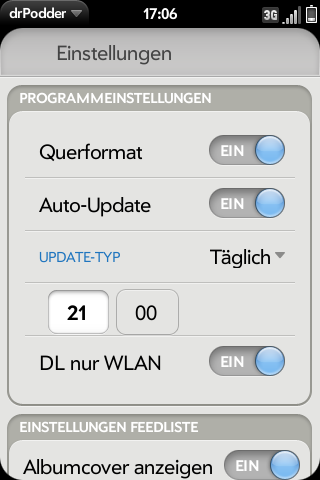 drPodder 17:06 3G
Einstellungen
PROGRAMMEINSTELLUNGEN
Querformat EIN
Auto-Update EIN
UPDATE-TYP Täglich
21 00
DL nur WLAN EIN
EINSTELLUNGEN FEEDLISTE
Albumcover anzeigen EIN